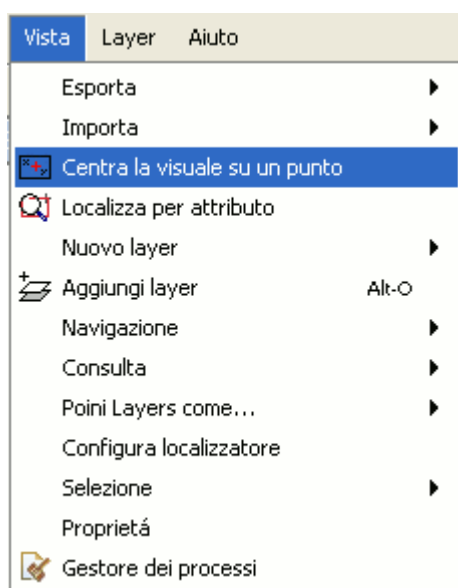 Vista Layer Aiuto
Esporta
Importa
Centra la visuale su un punto
Localizza per attributo
Nuovo layer
Aggiungi layer Alt-O
Navigazione
Consulta
Poini Layers come...
Configura localizzatore
Selezione
Proprietá
Gestore dei processi